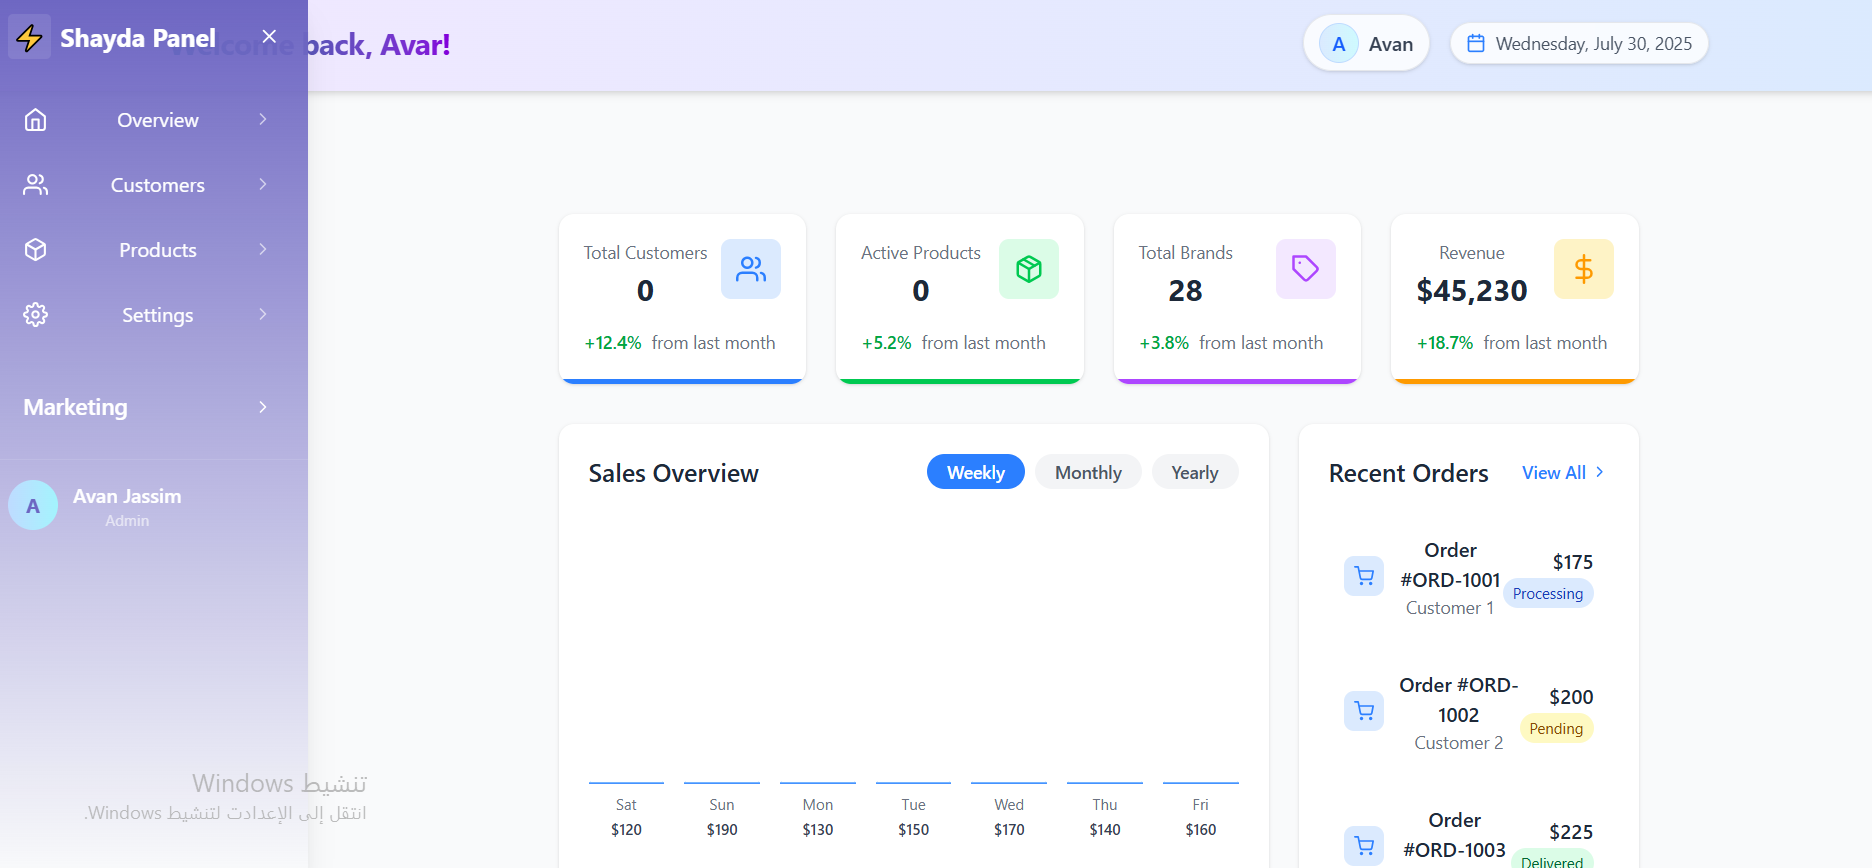 Shayda Panel
Welcome back, Avar!
A
Avan
Wednesday, July 30, 2025
Overview
Customers
Products
Settings
Marketing
A
Avan Jassim
Admin
Total Customers
0
+12.4% from last month
Active Products
0
+5.2% from last month
Total Brands
28
+3.8% from last month
Revenue
$45,230
+18.7% from last month
Sales Overview
Weekly
Monthly
Yearly
Sat
$120
Sun
$190
Mon
$130
Tue
$150
Wed
$170
Thu
$140
Fri
$160
Recent Orders
View All
Order
#ORD-1001
Customer 1
$175
Processing
Order #ORD-
1002
Customer 2
$200
Pending
Order
#ORD-1003
$225
Delivered
تنشيط Windows
انتقل إلى الإعدادت لتنشيط Windows.